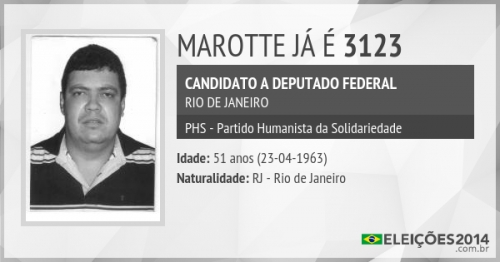 MAROTTE JÁ É 3123
CANDIDATO A DEPUTADO FEDERAL
RIO DE JANEIRO
PHS - Partido Humanista da Solidariedade
Idade: 51 anos (23-04-1963)
Naturalidade: RJ - Rio de Janeiro
ELEIÇÕES2014
.com.br